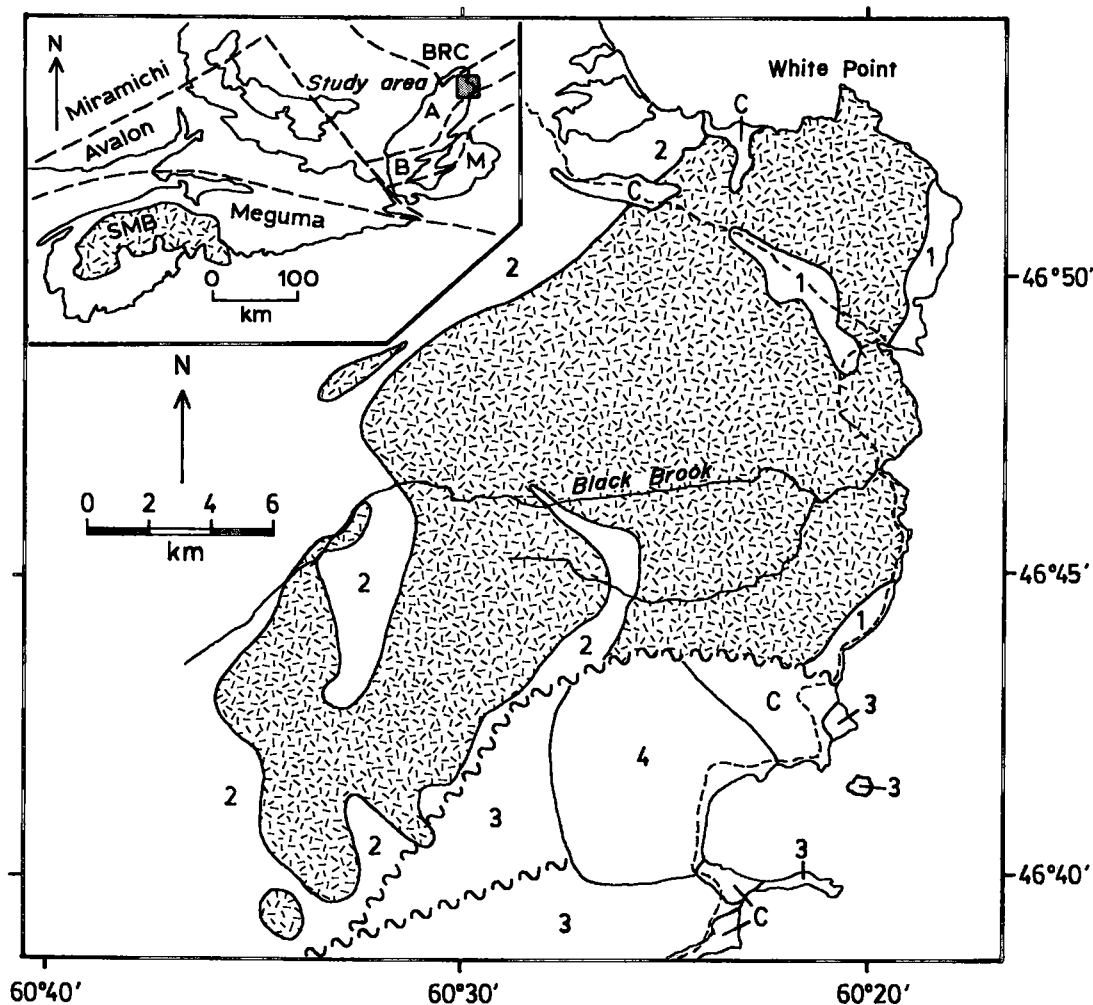 N
BRC
Study area
Miramichi
A
Avalon
B
M
Meguma
SMB
0 100
km
White Point
C
2
C
1
2
1
46°50'
N
0 2 4 6
km
Black Brook
2
46°45'
1
2
C
3
4
3
2
3
2
3
46°40'
C
3
60°40'
60°30'
60°20'